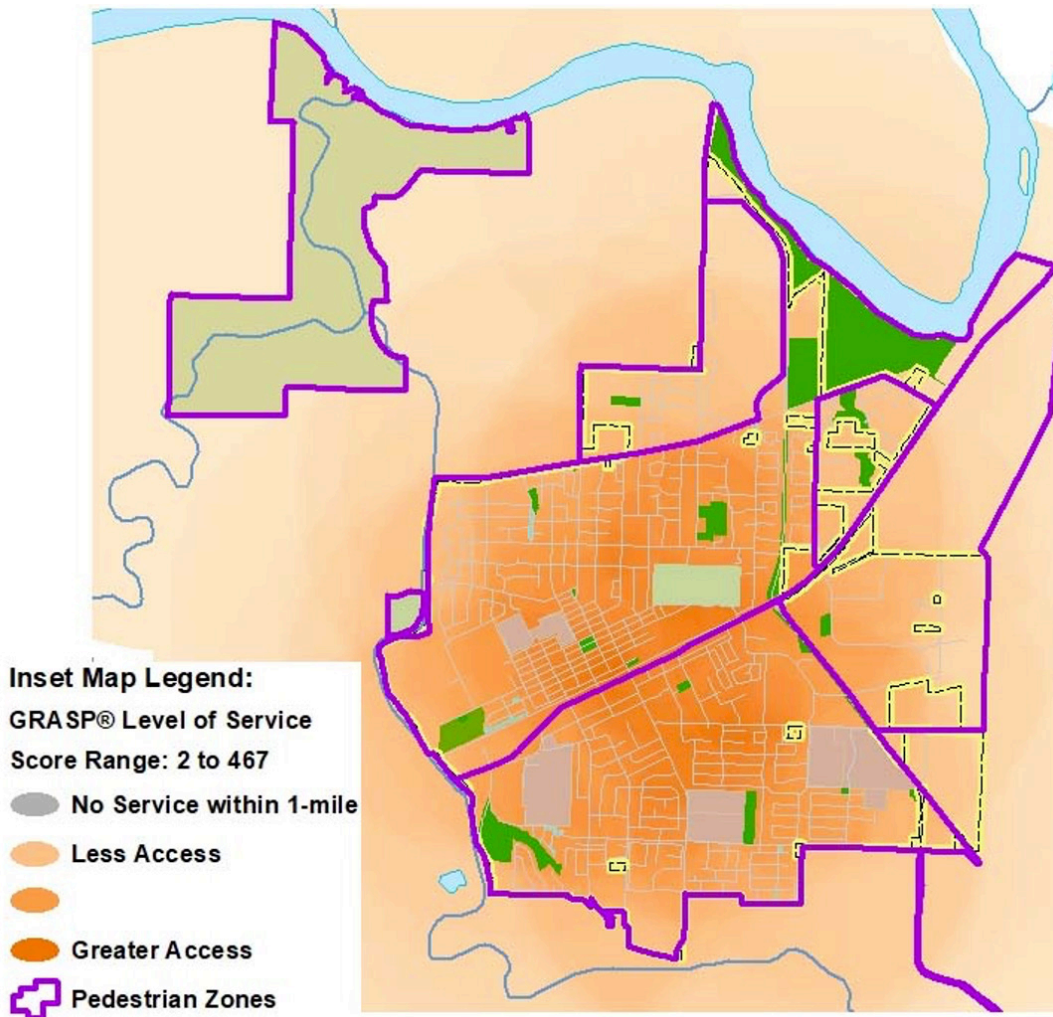 Inset Map Legend:
GRASP® Level of Service
Score Range: 2 to 467
No Service within 1-mile
Less Access
Greater Access
Pedestrian Zones